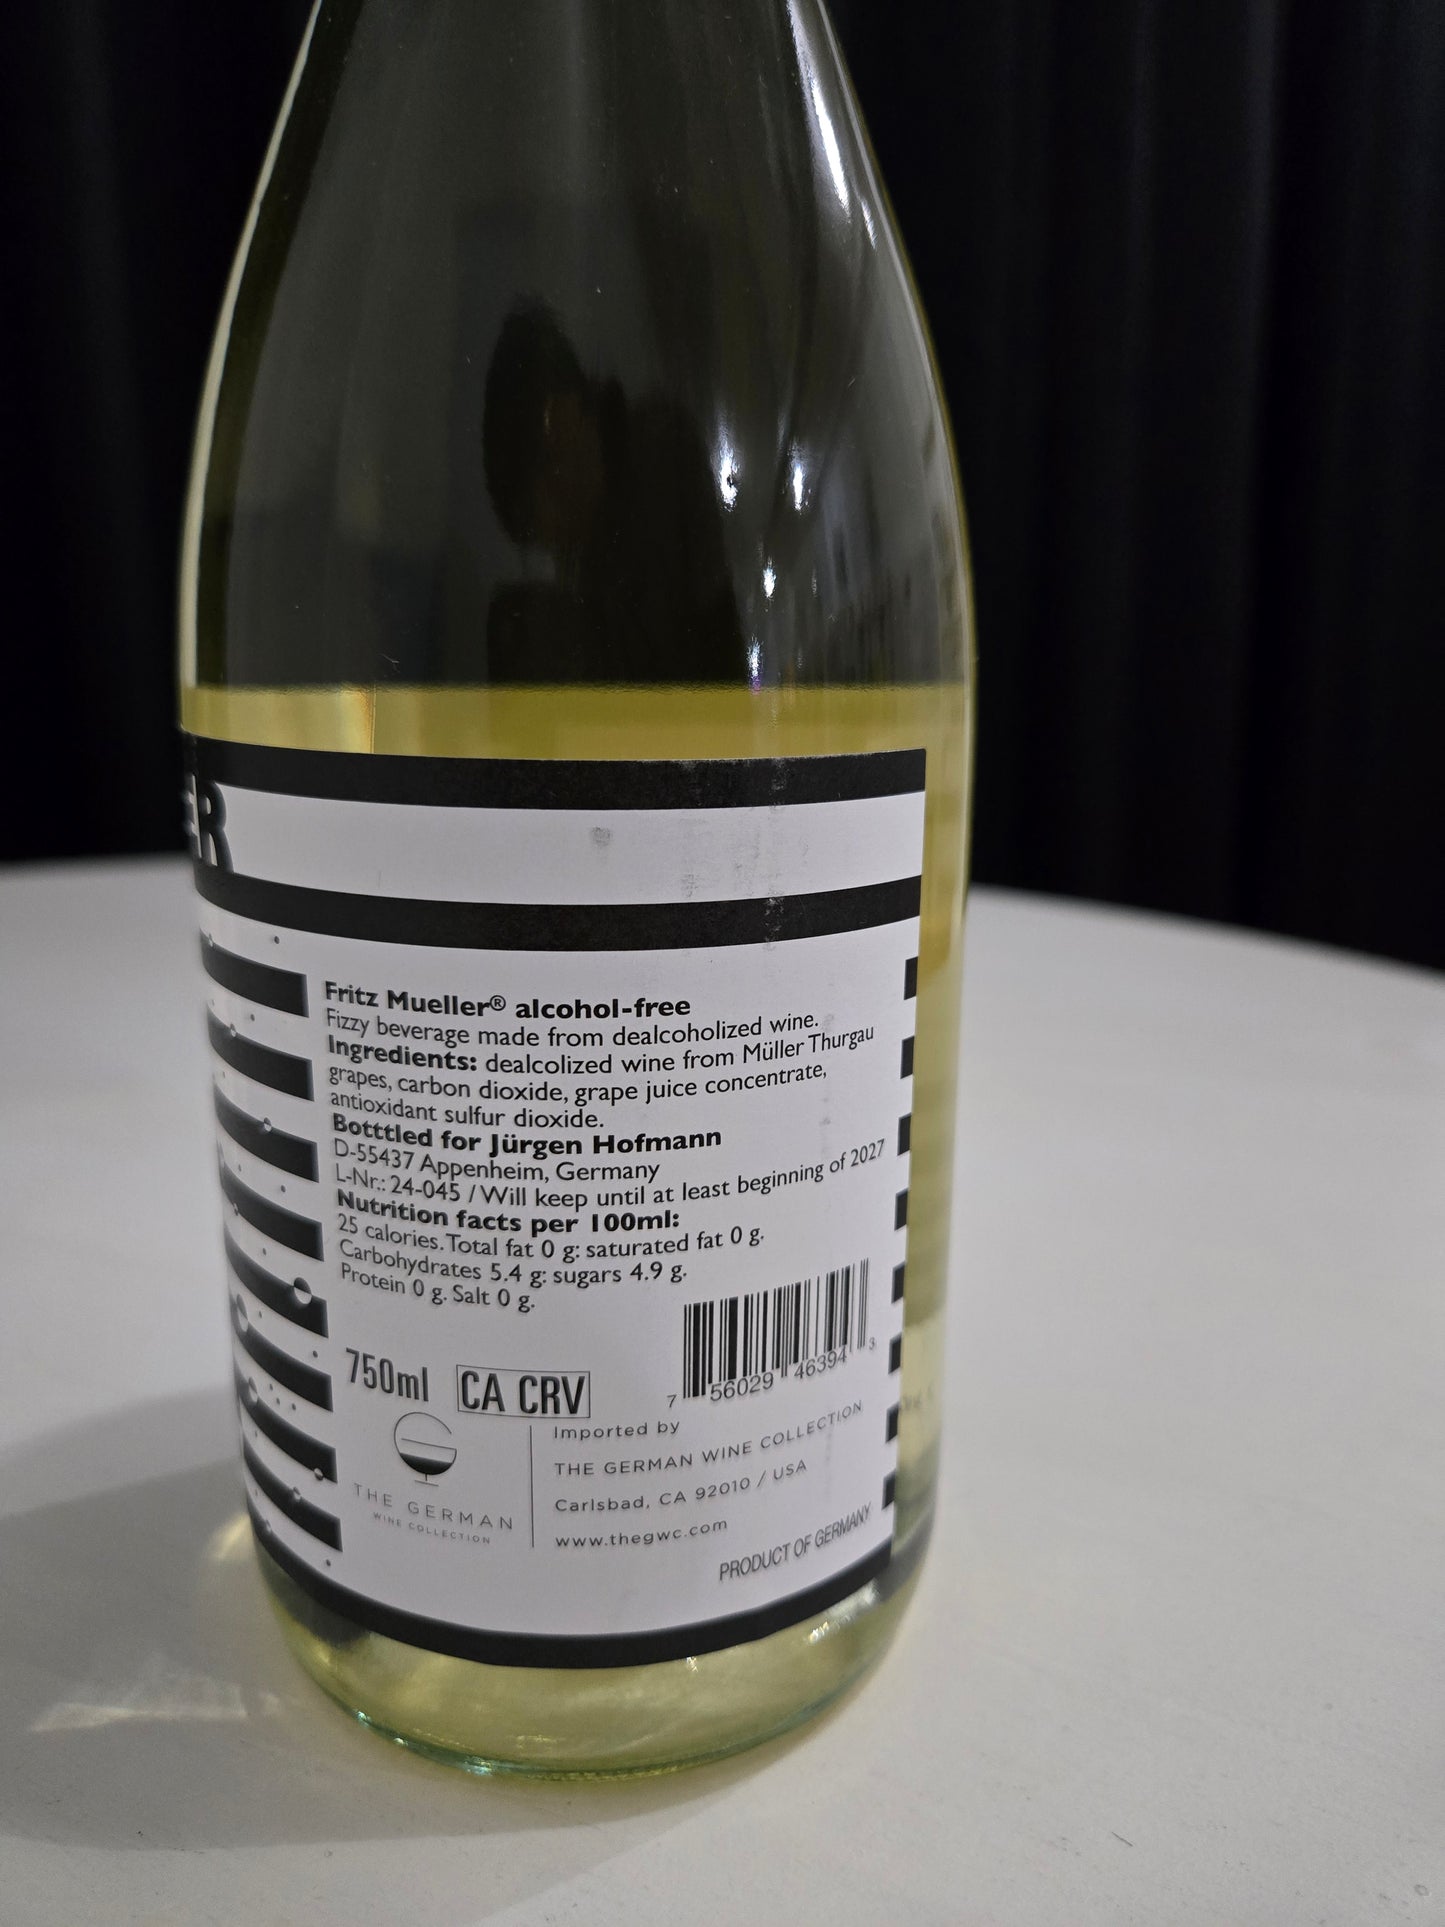 ER
Fritz Mueller® alcohol-free
Fizzy beverage made from dealcoholized wine.
Ingredients: dealcolized wine from Müller Thurgau
grapes, carbon dioxide, grape juice concentrate,
antioxidant sulfur dioxide.
Botttled for Jürgen Hofmann
D-55437 Appenheim, Germany
L-Nr.: 24-045 / Will keep until at least beginning of 2027
Nutrition facts per 100ml:
25 calories. Total fat 0 g: saturated fat 0 g.
Carbohydrates 5.4 g: sugars 4.9 g.
Protein 0 g. Salt 0 g.
750ml CA CRV
7 56029 46394 3
THE GERMAN
WINE COLLECTION
Imported by
THE GERMAN WINE COLLECTION
Carlsbad, CA 92010 / USA
www.thegwc.com
PRODUCT OF GERMANY